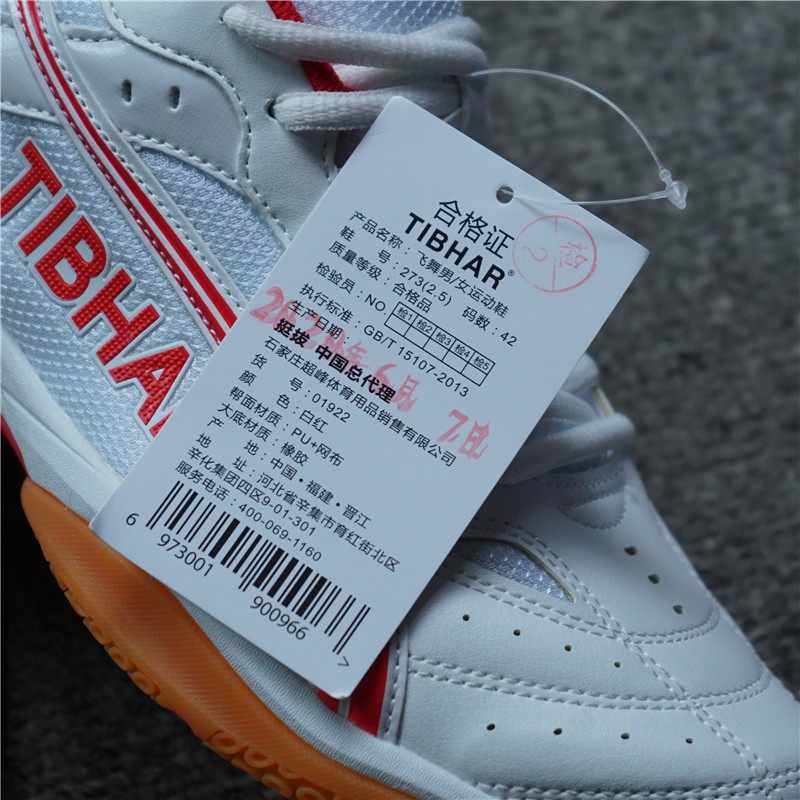 TIBHAR
合格证
TIBHAR®
检
2
产品名称：飞舞男/女运动鞋
鞋 号：273(2.5) 码数：42
质量等级：合格品
检验员：NO. 检1 检2 检3 检4 检5
执行标准：GB/T 15107-2013
生产日期：
年6月7日
挺拔 中国总代理
石家庄超峰体育用品销售有限公司
货 号：01922
颜 色：白红
帮面材质：PU+网布
大底材质：橡胶
产 地：中国·福建·晋江
地 址：河北省辛集市育红街北区
辛化集团四区9-01-301
服务电话：400-069-1160
6 973001 900966 7